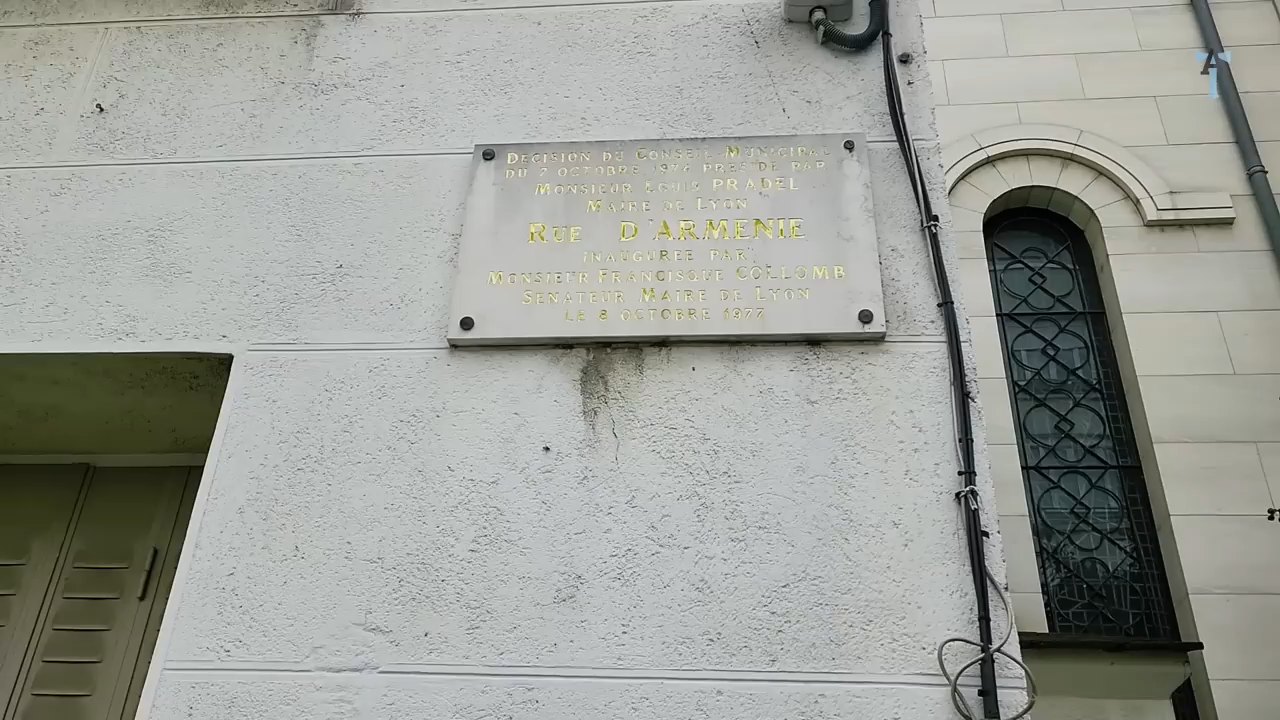 DECISION DU CONSEIL MUNICIPAL
DU 7 OCTOBRE 1974 PRESIDE PAR
MONSIEUR LOUIS PRADEL
MAIRE DE LYON
RUE D'ARMENIE
INAUGUREE PAR
MONSIEUR FRANCISQUE COLLOMB
SENATEUR MAIRE DE LYON
LE 8 OCTOBRE 1977